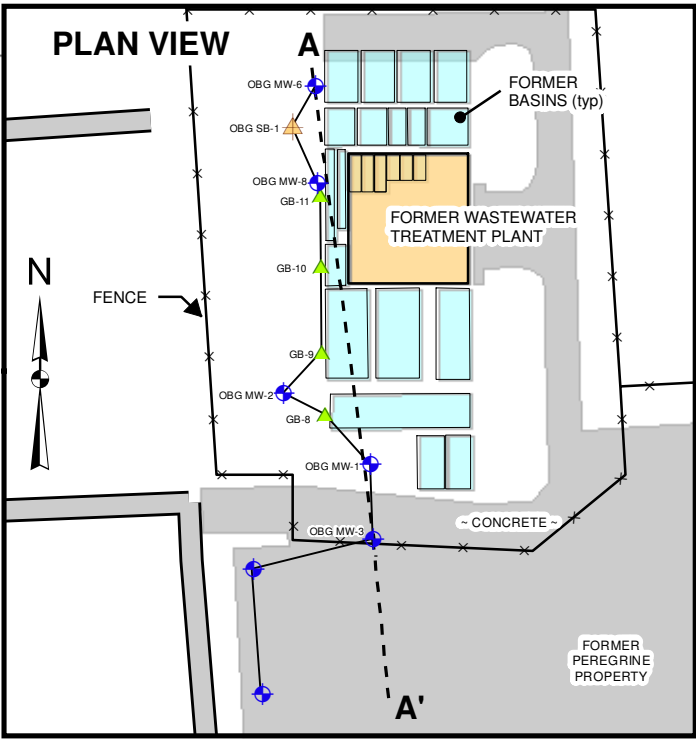 PLAN VIEW
A
OBG MW-6
FORMER
BASINS (typ)
OBG SB-1
OBG MW-8
GB-11
FORMER WASTEWATER
TREATMENT PLANT
N
GB-10
FENCE
GB-9
OBG MW-2
GB-8
OBG MW-1
~ CONCRETE ~
OBG MW-3
FORMER
PEREGRINE
PROPERTY
A'